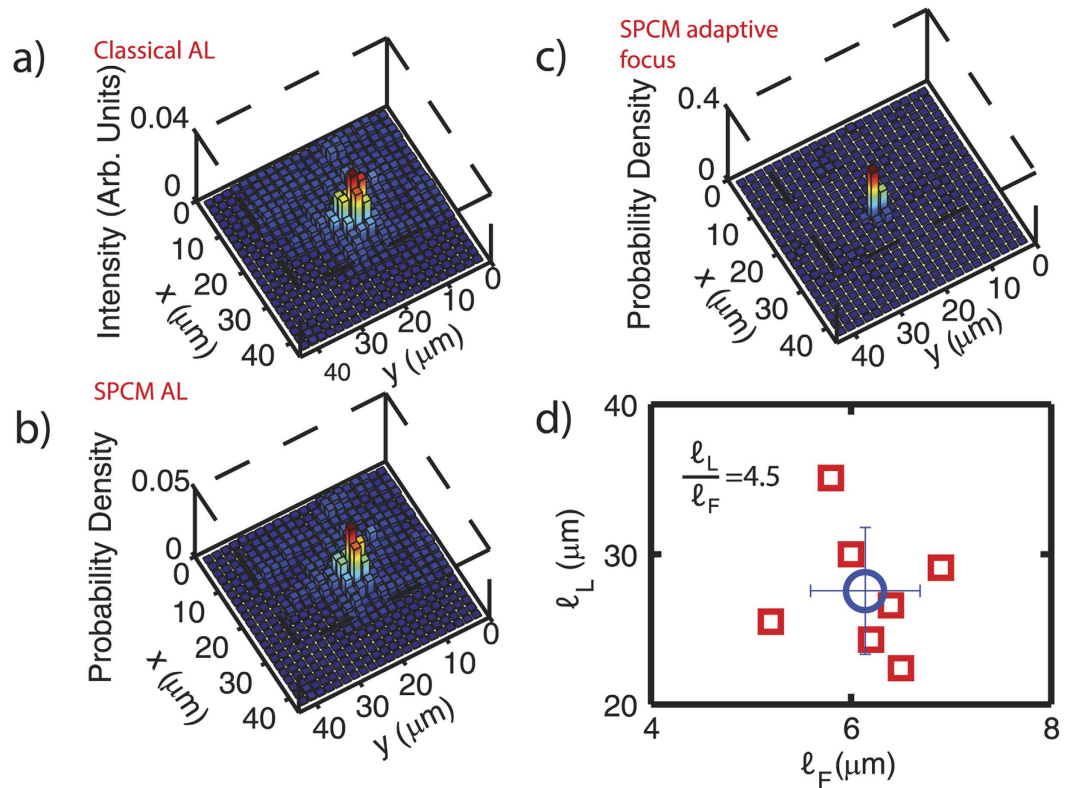 a)
Classical AL
Intensity (Arb. Units)
0.04
0
0
10
20
30
40
x (μm)
40
30
20
10
0
y (μm)
b)
SPCM AL
Probability Density
0.05
0
0
10
20
30
40
x (μm)
40
30
20
10
0
y (μm)
c)
SPCM adaptive
focus
Probability Density
0.4
0
0
10
20
30
40
x (μm)
40
30
20
10
0
y (μm)
d)
40
30
20
ℓL (μm)
ℓL
ℓF
=4.5
4
6
8
ℓF(μm)